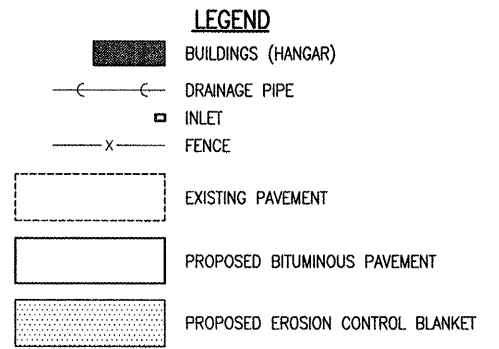 LEGEND
BUILDINGS (HANGAR)
DRAINAGE PIPE
INLET
X FENCE
EXISTING PAVEMENT
PROPOSED BITUMINOUS PAVEMENT
PROPOSED EROSION CONTROL BLANKET